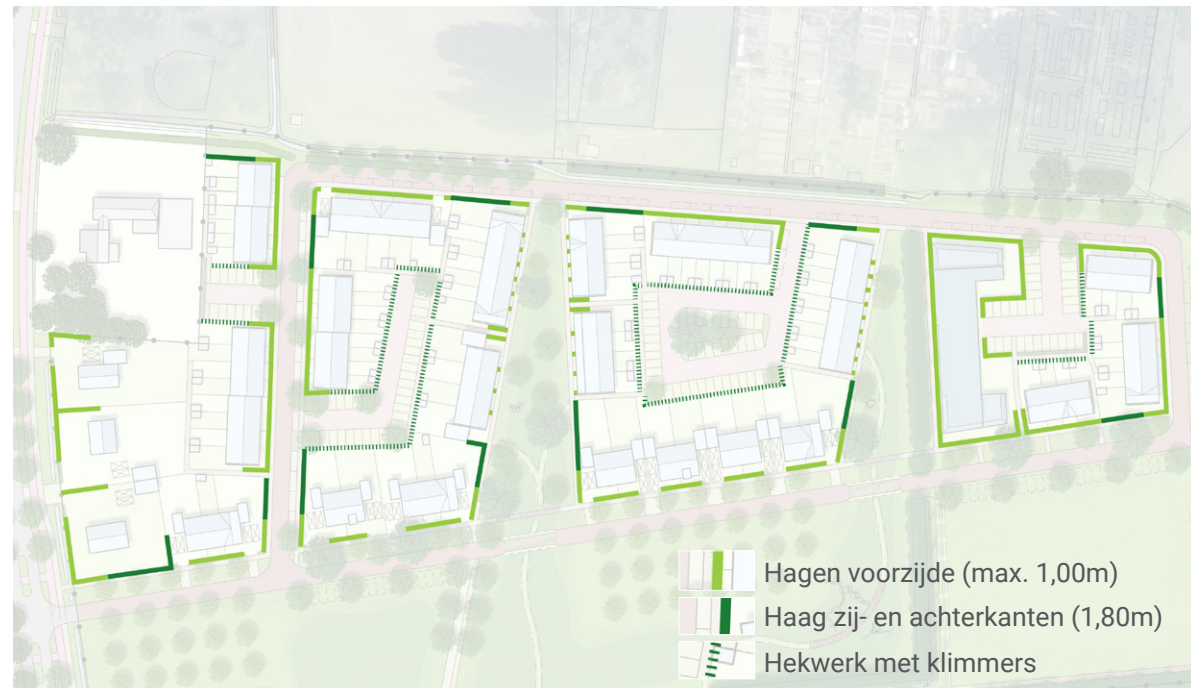 Hagen voorzijde (max. 1,00m)
Haag zij- en achterkanten (1,80m)
Hekwerk met klimmers